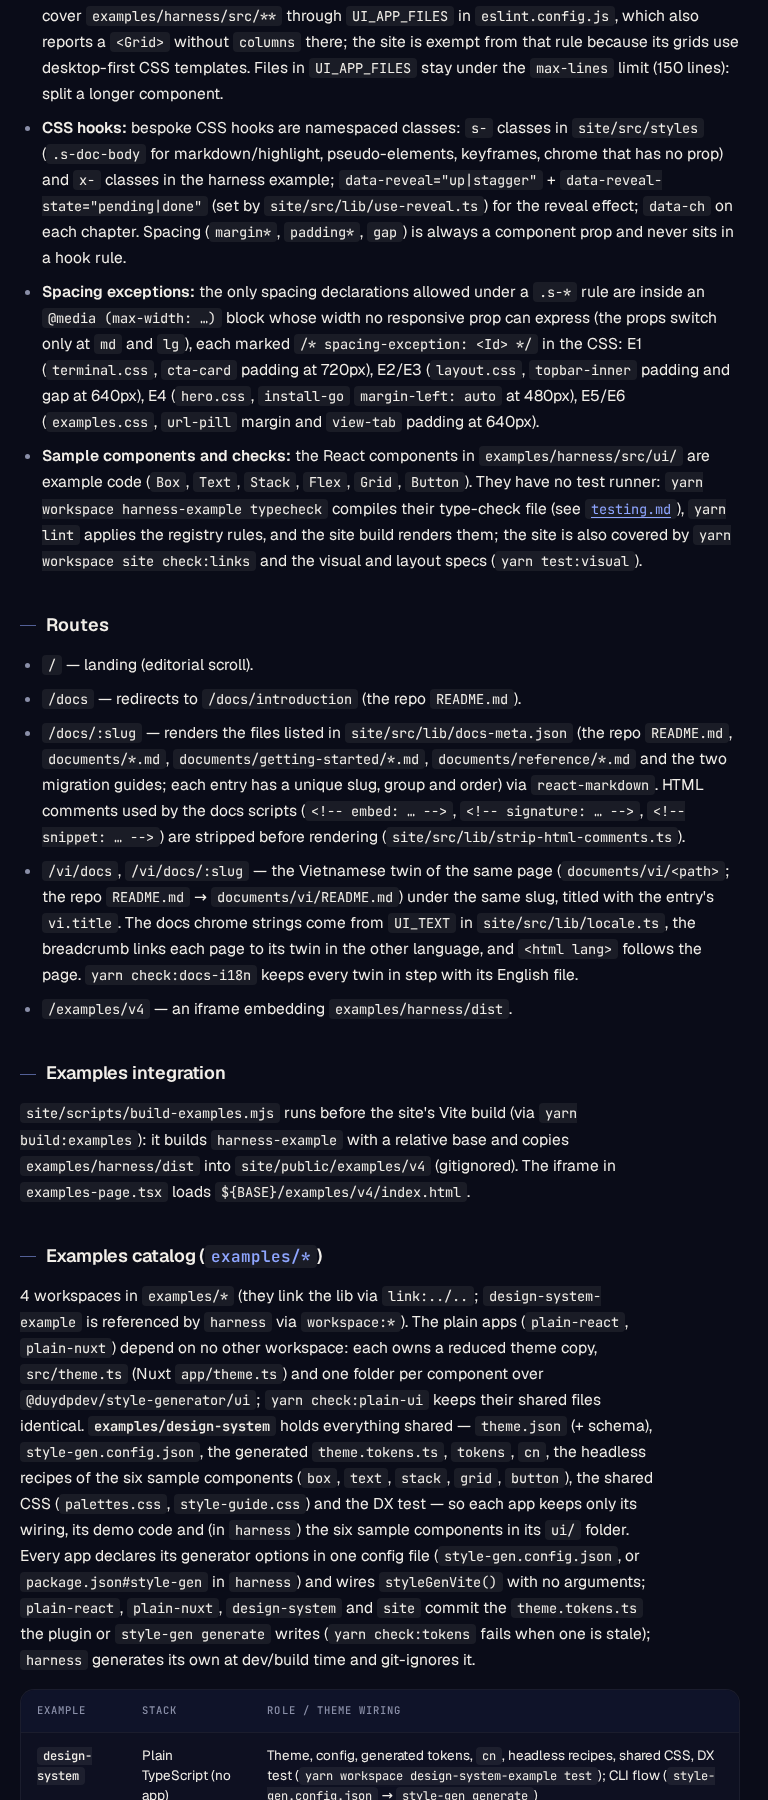 cover examples/harness/src/** through UI_APP_FILES in eslint.config.js, which also
reports a <Grid> without columns there; the site is exempt from that rule because its grids use
desktop-first CSS templates. Files in UI_APP_FILES stay under the max-lines limit (150 lines):
split a longer component.
CSS hooks: bespoke CSS hooks are namespaced classes: s- classes in site/src/styles
(.s-doc-body for markdown/highlight, pseudo-elements, keyframes, chrome that has no prop)
and x- classes in the harness example; data-reveal="up|stagger" + data-reveal-
state="pending|done" (set by site/src/lib/use-reveal.ts) for the reveal effect; data-ch on
each chapter. Spacing (margin*, padding*, gap) is always a component prop and never sits in
a hook rule.
Spacing exceptions: the only spacing declarations allowed under a .s-* rule are inside an
@media (max-width: …) block whose width no responsive prop can express (the props switch
only at md and lg), each marked /* spacing-exception: <Id> */ in the CSS: E1
(terminal.css, cta-card padding at 720px), E2/E3 (layout.css, topbar-inner padding and
gap at 640px), E4 (hero.css, install-go margin-left: auto at 480px), E5/E6
(examples.css, url-pill margin and view-tab padding at 640px).
Sample components and checks: the React components in examples/harness/src/ui/ are
example code (Box, Text, Stack, Flex, Grid, Button). They have no test runner: yarn
workspace harness-example typecheck compiles their type-check file (see testing.md), yarn
lint applies the registry rules, and the site build renders them; the site is also covered by yarn
workspace site check:links and the visual and layout specs (yarn test:visual).
— Routes
/ — landing (editorial scroll).
/docs — redirects to /docs/introduction (the repo README.md).
/docs/:slug — renders the files listed in site/src/lib/docs-meta.json (the repo README.md,
documents/*.md, documents/getting-started/*.md, documents/reference/*.md and the two
migration guides; each entry has a unique slug, group and order) via react-markdown. HTML
comments used by the docs scripts (<!-- embed: … -->, <!-- signature: … -->, <!--
snippet: … -->) are stripped before rendering (site/src/lib/strip-html-comments.ts).
/vi/docs, /vi/docs/:slug — the Vietnamese twin of the same page (documents/vi/<path>;
the repo README.md → documents/vi/README.md) under the same slug, titled with the entry's
vi.title. The docs chrome strings come from UI_TEXT in site/src/lib/locale.ts, the
breadcrumb links each page to its twin in the other language, and <html lang> follows the
page. yarn check:docs-i18n keeps every twin in step with its English file.
/examples/v4 — an iframe embedding examples/harness/dist.
— Examples integration
site/scripts/build-examples.mjs runs before the site's Vite build (via yarn
build:examples): it builds harness-example with a relative base and copies
examples/harness/dist into site/public/examples/v4 (gitignored). The iframe in
examples-page.tsx loads ${BASE}/examples/v4/index.html.
— Examples catalog (examples/*)
4 workspaces in examples/* (they link the lib via link:../..; design-system-
example is referenced by harness via workspace:*). The plain apps (plain-react,
plain-nuxt) depend on no other workspace: each owns a reduced theme copy,
src/theme.ts (Nuxt app/theme.ts) and one folder per component over
@duydpdev/style-generator/ui; yarn check:plain-ui keeps their shared files
identical. examples/design-system holds everything shared — theme.json (+ schema),
style-gen.config.json, the generated theme.tokens.ts, tokens, cn, the headless
recipes of the six sample components (box, text, stack, grid, button), the shared
CSS (palettes.css, style-guide.css) and the DX test — so each app keeps only its
wiring, its demo code and (in harness) the six sample components in its ui/ folder.
Every app declares its generator options in one config file (style-gen.config.json, or
package.json#style-gen in harness) and wires styleGenVite() with no arguments;
plain-react, plain-nuxt, design-system and site commit the theme.tokens.ts
the plugin or style-gen generate writes (yarn check:tokens fails when one is stale);
harness generates its own at dev/build time and git-ignores it.
EXAMPLE STACK ROLE / THEME WIRING
design- Plain Theme, config, generated tokens, cn, headless recipes, shared CSS, DX
system TypeScript (no test (yarn workspace design-system-example test); CLI flow (style-
app) gen.config.json → style-gen generate)